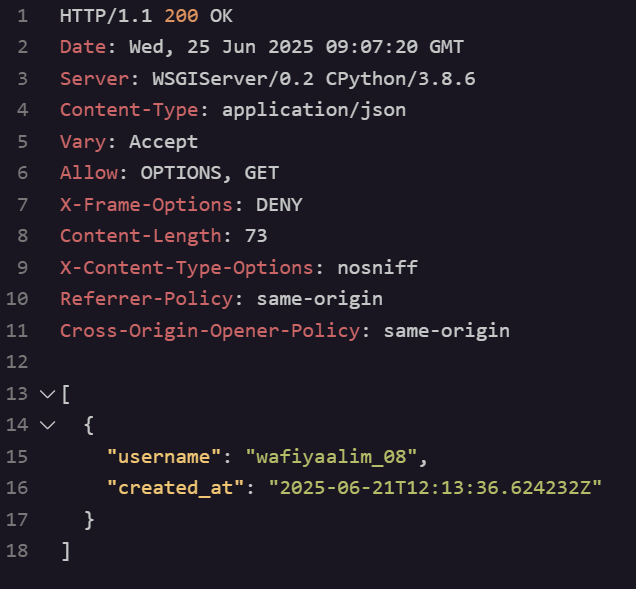 1 HTTP/1.1 200 OK
2 Date: Wed, 25 Jun 2025 09:07:20 GMT
3 Server: WSGIServer/0.2 CPython/3.8.6
4 Content-Type: application/json
5 Vary: Accept
6 Allow: OPTIONS, GET
7 X-Frame-Options: DENY
8 Content-Length: 73
9 X-Content-Type-Options: nosniff
10 Referrer-Policy: same-origin
11 Cross-Origin-Opener-Policy: same-origin
12
13 [
14 {
15 "username": "wafiyaalim_08",
16 "created_at": "2025-06-21T12:13:36.624232Z"
17 }
18 ]